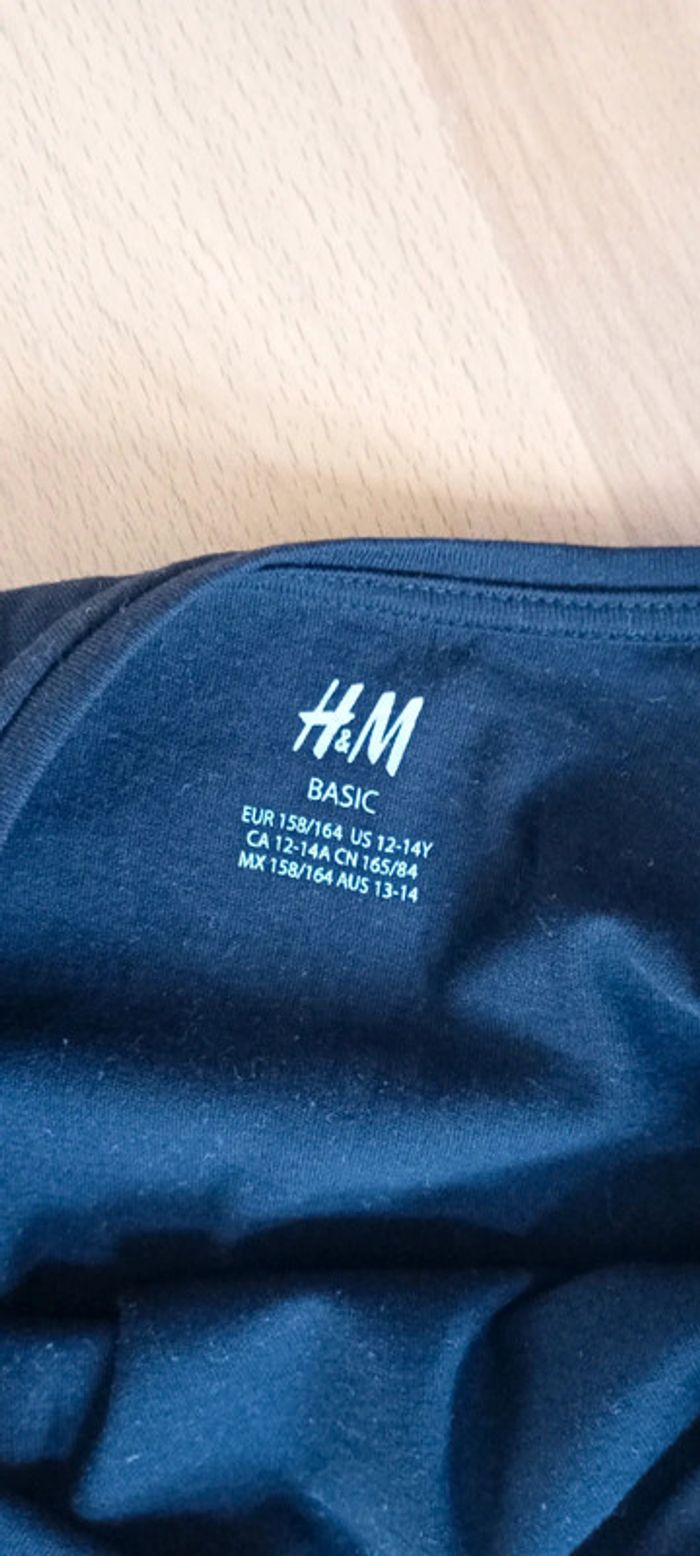 H&M
BASIC
EUR 158/164 US 12-14Y
CA 12-14A CN 165/84
MX 158/164 AUS 13-14